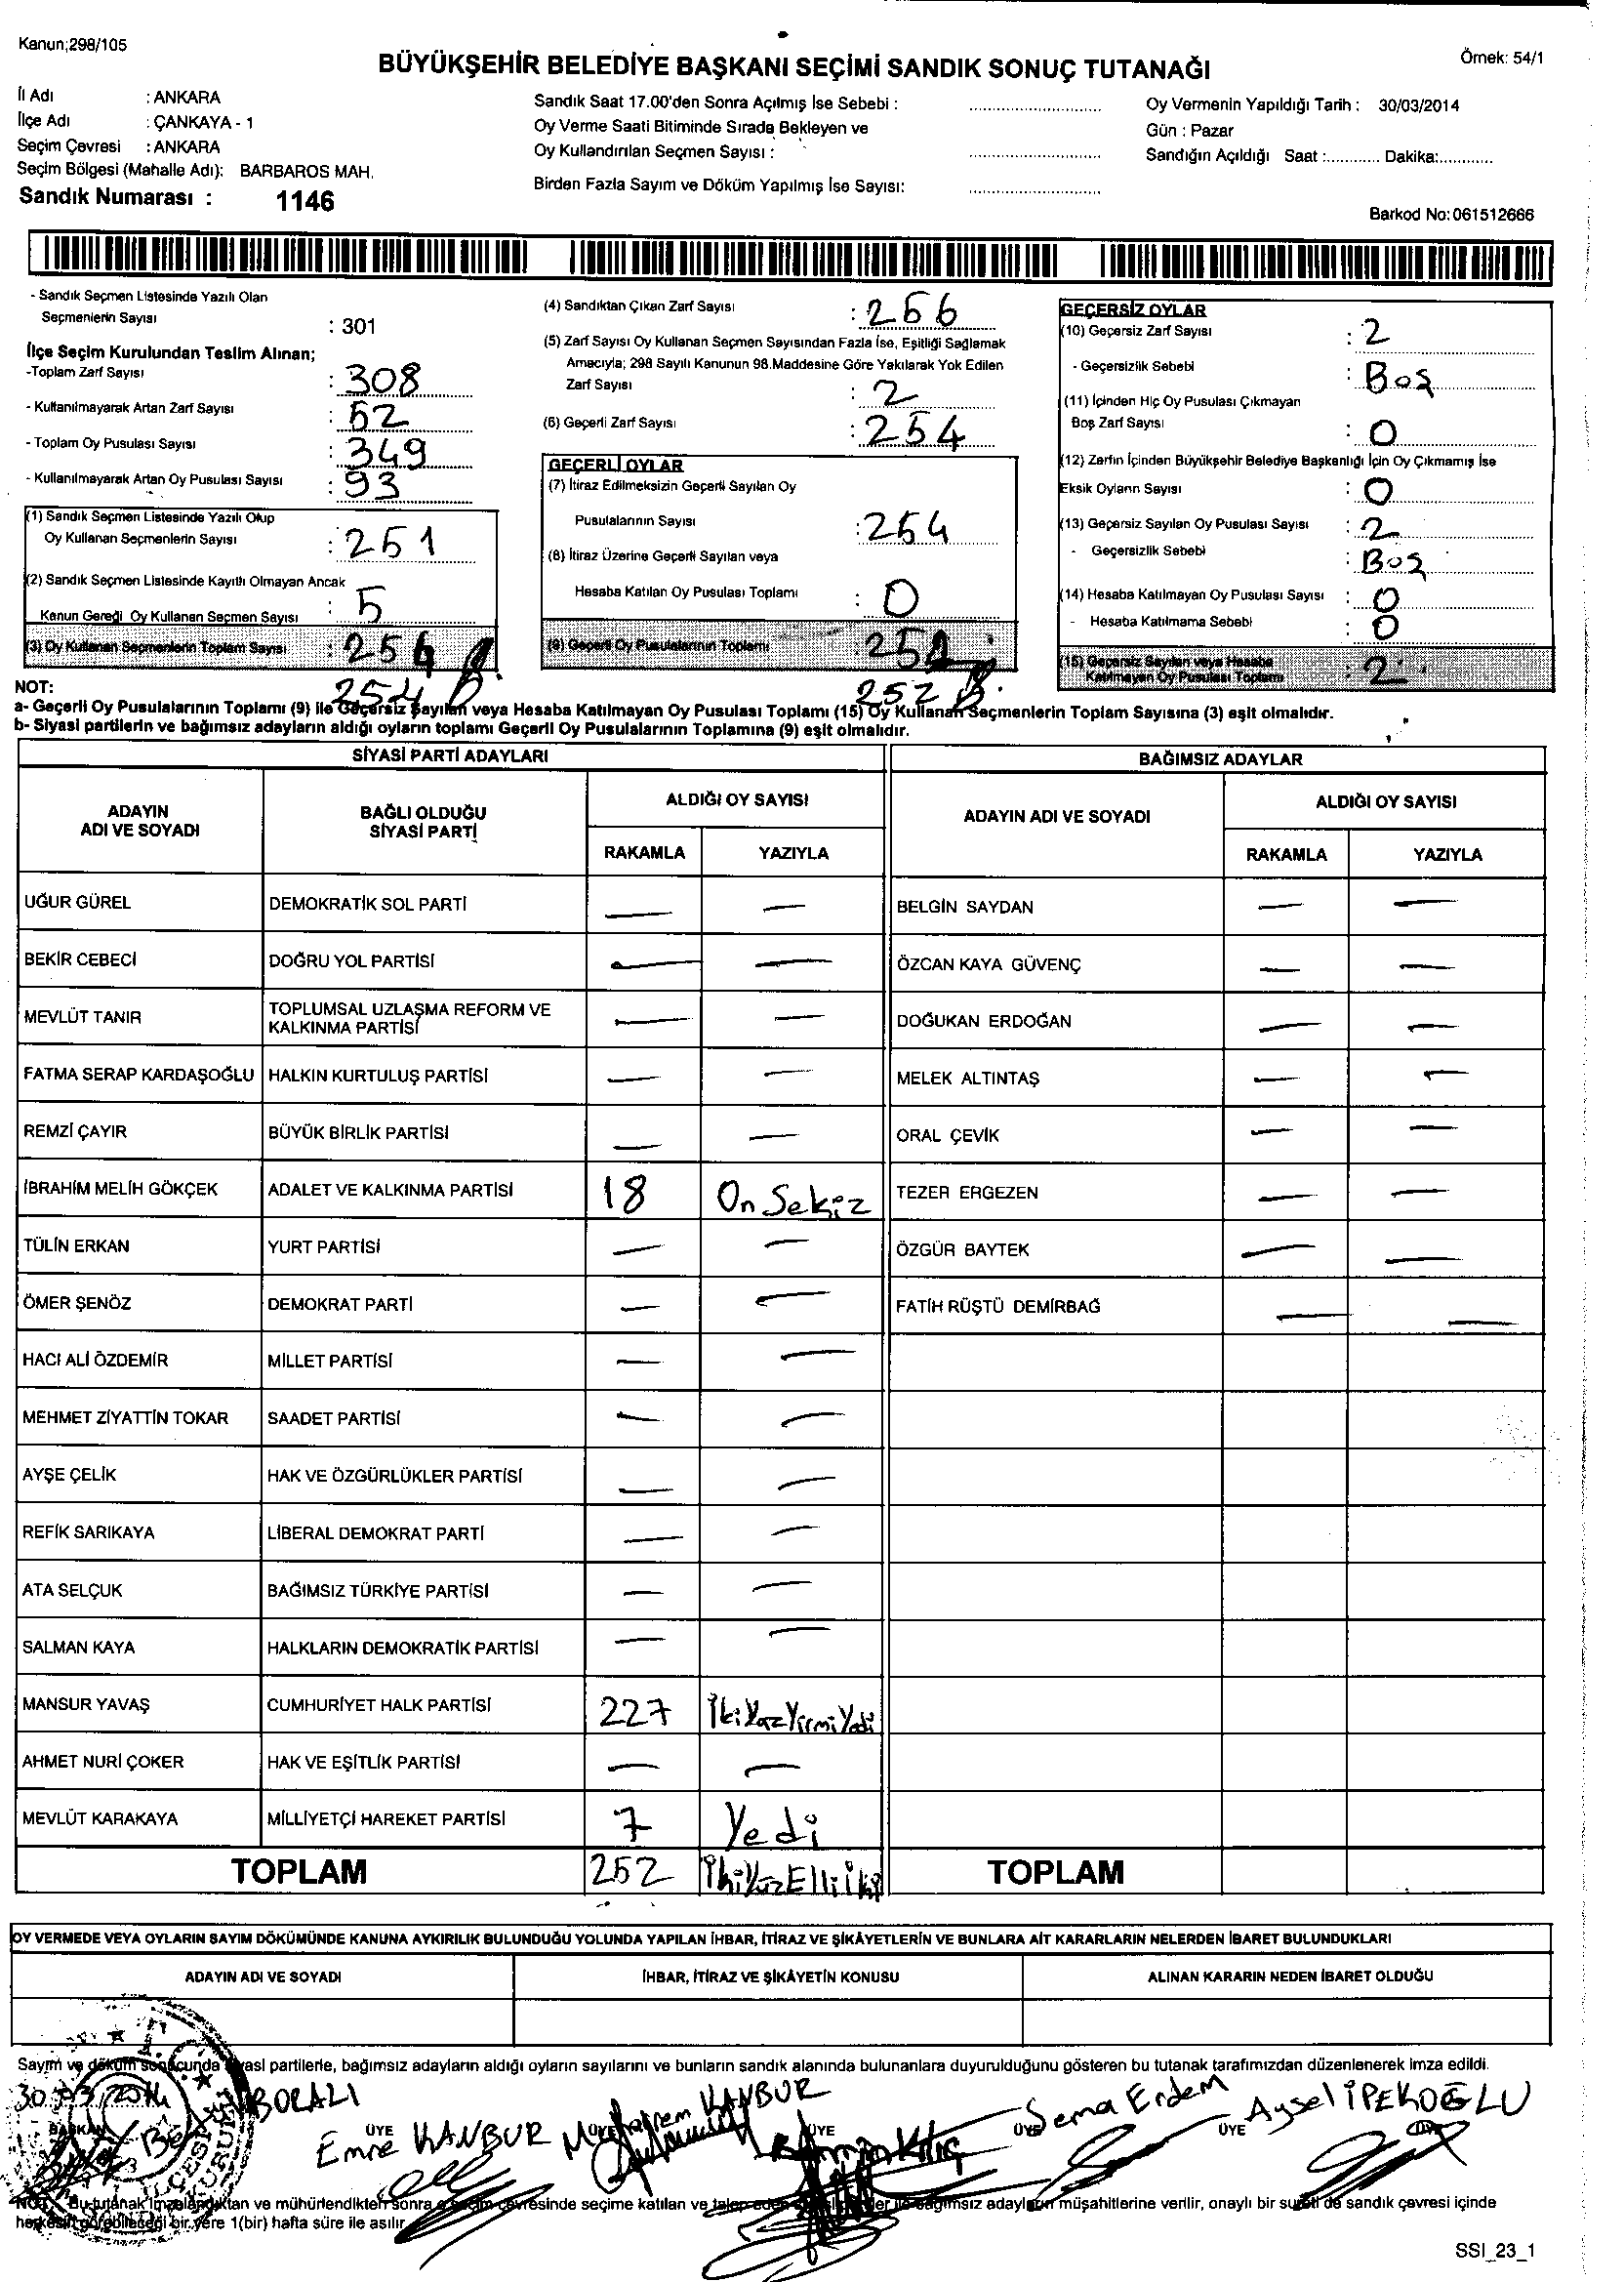 Kanun;298/105
BÜYÜKŞEHİR BELEDİYE BAŞKANI SEÇİMİ SANDIK SONUÇ TUTANAĞI
Örnek: 54/1
İl Adı : ANKARA
İlçe Adı : ÇANKAYA - 1
Seçim Çevresi : ANKARA
Seçim Bölgesi (Mahalle Adı): BARBAROS MAH.
Sandık Numarası : 1146
Sandık Saat 17.00'den Sonra Açılmış İse Sebebi :
Oy Verme Saati Bitiminde Sırada Bekleyen ve
Oy Kullandırılan Seçmen Sayısı :
Birden Fazla Sayım ve Döküm Yapılmış İse Sayısı:
Oy Vermenin Yapıldığı Tarih : 30/03/2014
Gün : Pazar
Sandığın Açıldığı Saat :........... Dakika:...........
Barkod No:061512666
- Sandık Seçmen Listesinde Yazılı Olan
Seçmenlerin Sayısı : 301
İlçe Seçim Kurulundan Teslim Alınan;
-Toplam Zarf Sayısı : 308
- Kullanılmayarak Artan Zarf Sayısı : 52
- Toplam Oy Pusulası Sayısı : 349
- Kullanılmayarak Artan Oy Pusulası Sayısı : 93
(1) Sandık Seçmen Listesinde Yazılı Olup
Oy Kullanan Seçmenlerin Sayısı : 251
(2) Sandık Seçmen Listesinde Kayıtlı Olmayan Ancak
Kanun Gereği Oy Kullanan Seçmen Sayısı : 5
(3) Oy Kullanan Seçmenlerin Toplam Sayısı : 254
254
(4) Sandıktan Çıkan Zarf Sayısı : 256
(5) Zarf Sayısı Oy Kullanan Seçmen Sayısından Fazla İse, Eşitliği Sağlamak
Amacıyla; 298 Sayılı Kanunun 98.Maddesine Göre Yakılarak Yok Edilen
Zarf Sayısı : 2
(6) Geçerli Zarf Sayısı : 254
GEÇERLİ OYLAR
(7) İtiraz Edilmeksizin Geçerli Sayılan Oy
Pusulalarının Sayısı : 254
(8) İtiraz Üzerine Geçerli Sayılan veya
Hesaba Katılan Oy Pusulası Toplamı : 0
(9) Geçerli Oy Pusulalarının Toplamı : 252
252
GEÇERSİZ OYLAR
(10) Geçersiz Zarf Sayısı : 2
- Geçersizlik Sebebi : Boş
(11) İçinden Hiç Oy Pusulası Çıkmayan
Boş Zarf Sayısı : 0
(12) Zarfın İçinden Büyükşehir Belediye Başkanlığı İçin Oy Çıkmamış İse
Eksik Oyların Sayısı : 0
(13) Geçersiz Sayılan Oy Pusulası Sayısı : 2
- Geçersizlik Sebebi : Boş
(14) Hesaba Katılmayan Oy Pusulası Sayısı : 0
- Hesaba Katılmama Sebebi : 0
(15) Geçersiz Sayılan veya Hesaba
Katılmayan Oy Pusulası Toplamı : 2
NOT:
a- Geçerli Oy Pusulalarının Toplamı (9) ile Geçersiz Sayılan veya Hesaba Katılmayan Oy Pusulası Toplamı (15) Oy Kullanan Seçmenlerin Toplam Sayısına (3) eşit olmalıdır.
b- Siyasi partilerin ve bağımsız adayların aldığı oyların toplamı Geçerli Oy Pusulalarının Toplamına (9) eşit olmalıdır.
SİYASİ PARTİ ADAYLARI BAĞIMSIZ ADAYLAR
ADAYIN ADI VE SOYADI BAĞLI OLDUĞU SİYASİ PARTİ ALDIĞI OY SAYISI ADAYIN ADI VE SOYADI ALDIĞI OY SAYISI
RAKAMLA YAZIYLA RAKAMLA YAZIYLA
UĞUR GÜREL DEMOKRATİK SOL PARTİ — — BELGİN SAYDAN — —
BEKİR CEBECİ DOĞRU YOL PARTİSİ — — ÖZCAN KAYA GÜVENÇ — —
MEVLÜT TANIR TOPLUMSAL UZLAŞMA REFORM VE KALKINMA PARTİSİ — — DOĞUKAN ERDOĞAN — —
FATMA SERAP KARDAŞOĞLU HALKIN KURTULUŞ PARTİSİ — — MELEK ALTINTAŞ — —
REMZİ ÇAYIR BÜYÜK BİRLİK PARTİSİ — — ORAL ÇEVİK — —
İBRAHİM MELİH GÖKÇEK ADALET VE KALKINMA PARTİSİ 18 On Sekiz TEZER ERGEZEN — —
TÜLİN ERKAN YURT PARTİSİ — — ÖZGÜR BAYTEK — —
ÖMER ŞENÖZ DEMOKRAT PARTİ — — FATİH RÜŞTÜ DEMİRBAĞ — —
HACI ALİ ÖZDEMİR MİLLET PARTİSİ — —
MEHMET ZİYATTİN TOKAR SAADET PARTİSİ — —
AYŞE ÇELİK HAK VE ÖZGÜRLÜKLER PARTİSİ — —
REFİK SARIKAYA LİBERAL DEMOKRAT PARTİ — —
ATA SELÇUK BAĞIMSIZ TÜRKİYE PARTİSİ — —
SALMAN KAYA HALKLARIN DEMOKRATİK PARTİSİ — —
MANSUR YAVAŞ CUMHURİYET HALK PARTİSİ 227 İkiYüzYirmiYedi
AHMET NURİ ÇOKER HAK VE EŞİTLİK PARTİSİ — —
MEVLÜT KARAKAYA MİLLİYETÇİ HAREKET PARTİSİ 7 Yedi
TOPLAM 252 İkiYüzElliİki TOPLAM
OY VERMEDE VEYA OYLARIN SAYIM DÖKÜMÜNDE KANUNA AYKIRILIK BULUNDUĞU YOLUNDA YAPILAN İHBAR, İTİRAZ VE ŞİKÂYETLERİN VE BUNLARA AİT KARARLARIN NELERDEN İBARET BULUNDUKLARI
ADAYIN ADI VE SOYADI İHBAR, İTİRAZ VE ŞİKÂYETİN KONUSU ALINAN KARARIN NEDEN İBARET OLDUĞU
Sayım ve döküm sonucunda siyasi partilerle, bağımsız adayların aldığı oyların sayılarını ve bunların sandık alanında bulunanlara duyurulduğunu gösteren bu tutanak tarafımızdan düzenlenerek imza edildi.
30.03.2014
BAŞKAN ÜYE ÜYE ÜYE ÜYE ÜYE
BORALI Emre KANBUR Muharrem KANBUR Kılıç Sema Erdem Aysel İPEKOĞLU
NOT: Bu tutanak imzalandıktan ve mühürlendikten sonra o seçim çevresinde seçime katılan ve talep eden siyasi partiler ile bağımsız adayların müşahitlerine verilir, onaylı bir sureti de sandık çevresi içinde
herkesin görebileceği bir yere 1(bir) hafta süre ile asılır.
SSI_23_1